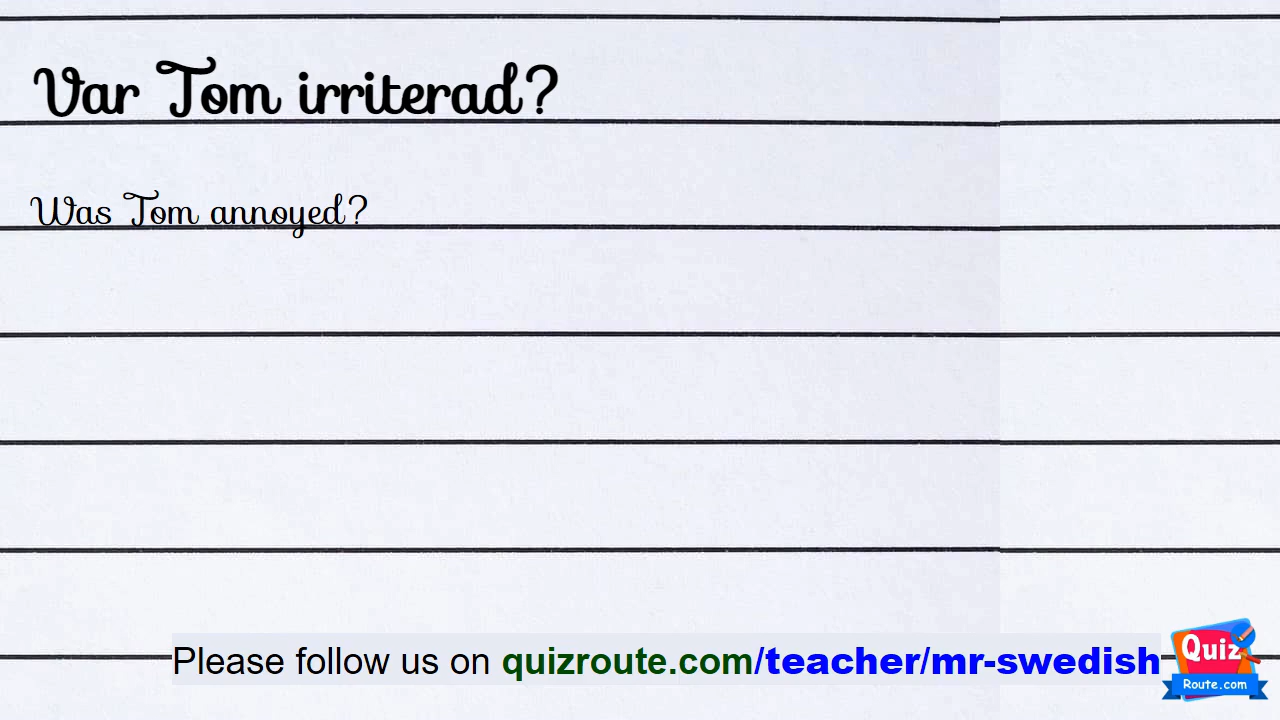 Var Tom irriterad?
Was Tom annoyed?
Please follow us on quizroute.com/teacher/mr-swedish
Quiz
Route.com